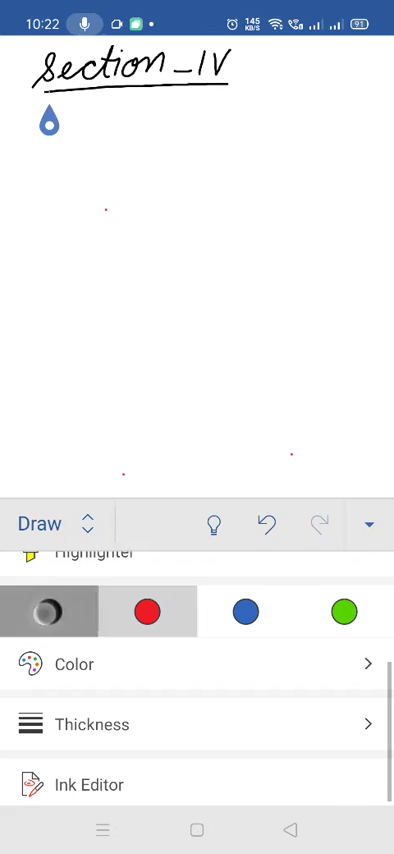 10:22 145 KB/S 91
Section - IV
Draw
Highlighter
Color
Thickness
Ink Editor